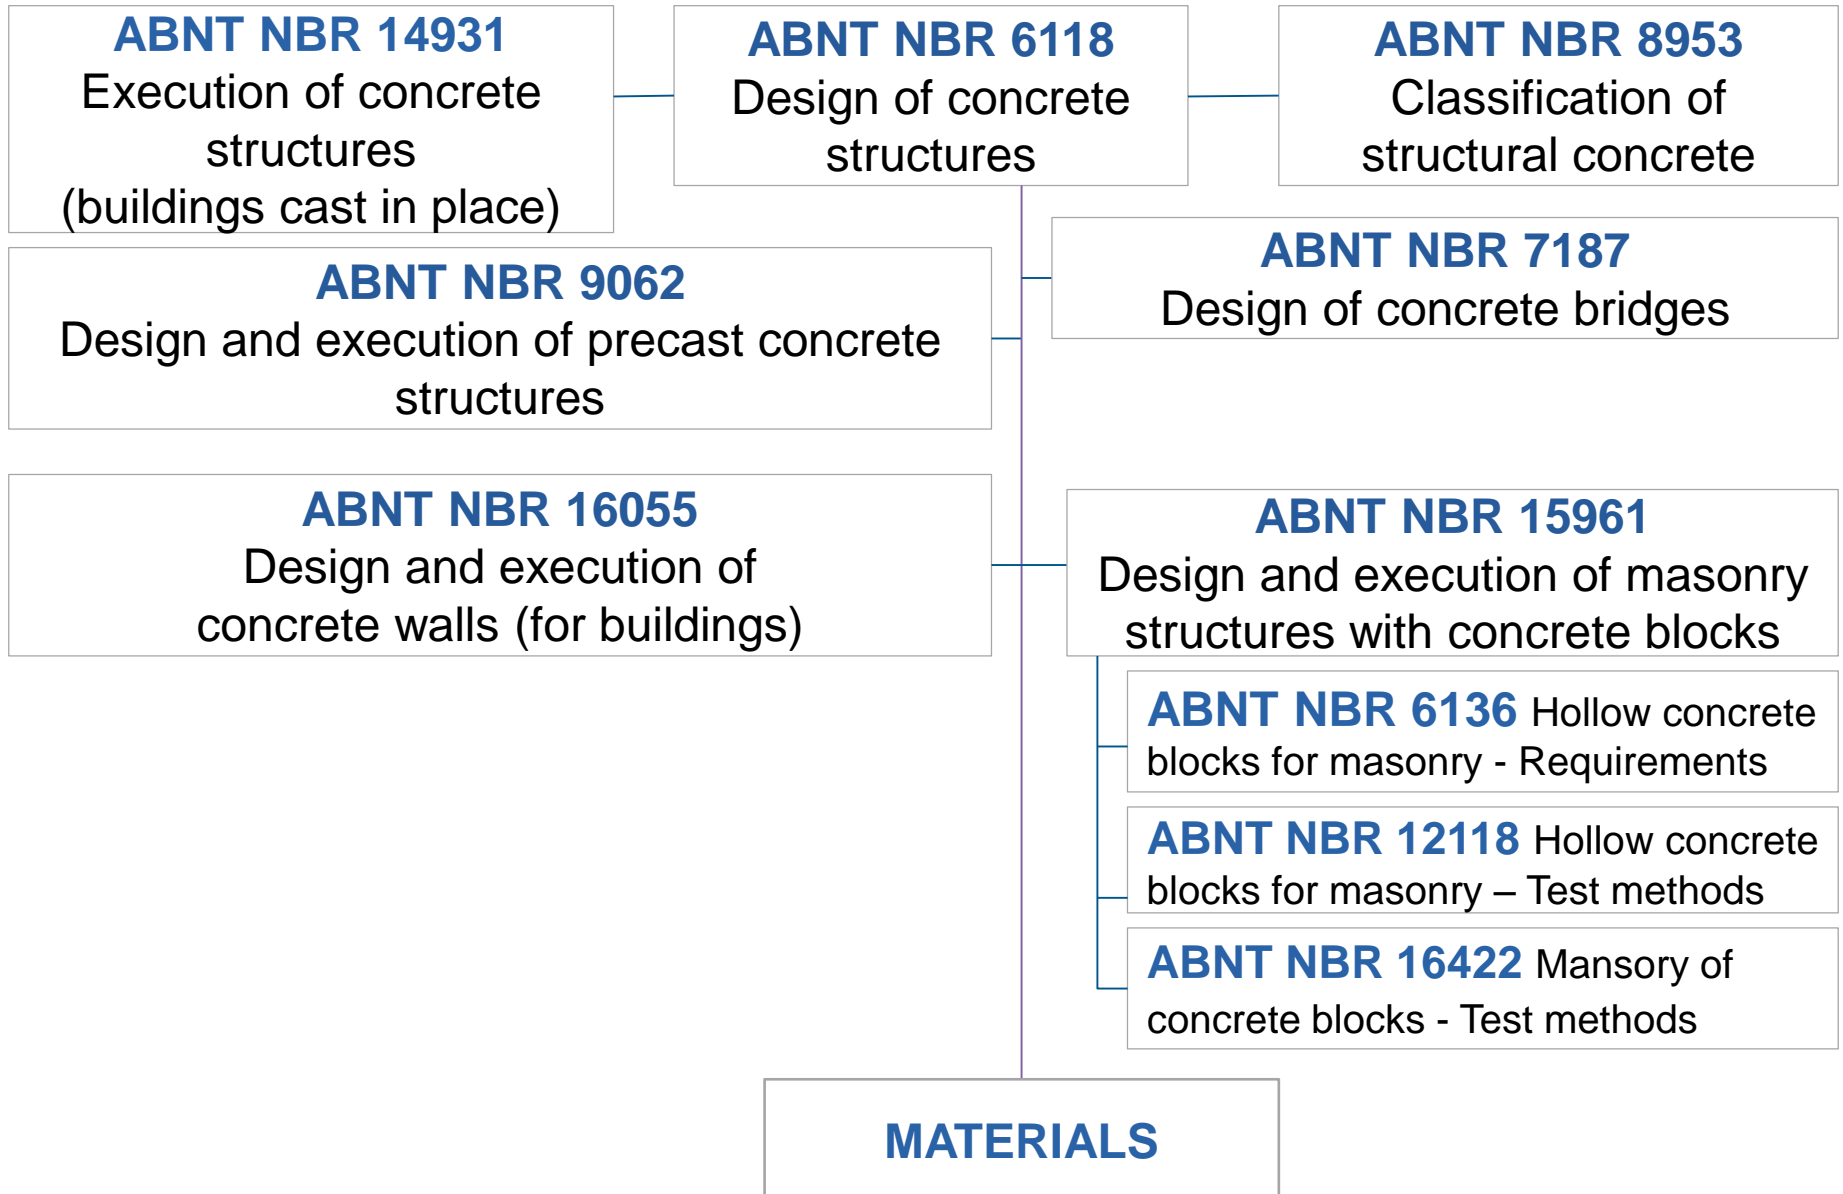 ABNT NBR 14931
Execution of concrete
structures
(buildings cast in place)
ABNT NBR 6118
Design of concrete
structures
ABNT NBR 8953
Classification of
structural concrete
ABNT NBR 9062
Design and execution of precast concrete
structures
ABNT NBR 7187
Design of concrete bridges
ABNT NBR 16055
Design and execution of
concrete walls (for buildings)
ABNT NBR 15961
Design and execution of masonry
structures with concrete blocks
ABNT NBR 6136 Hollow concrete
blocks for masonry - Requirements
ABNT NBR 12118 Hollow concrete
blocks for masonry – Test methods
ABNT NBR 16422 Mansory of
concrete blocks - Test methods
MATERIALS